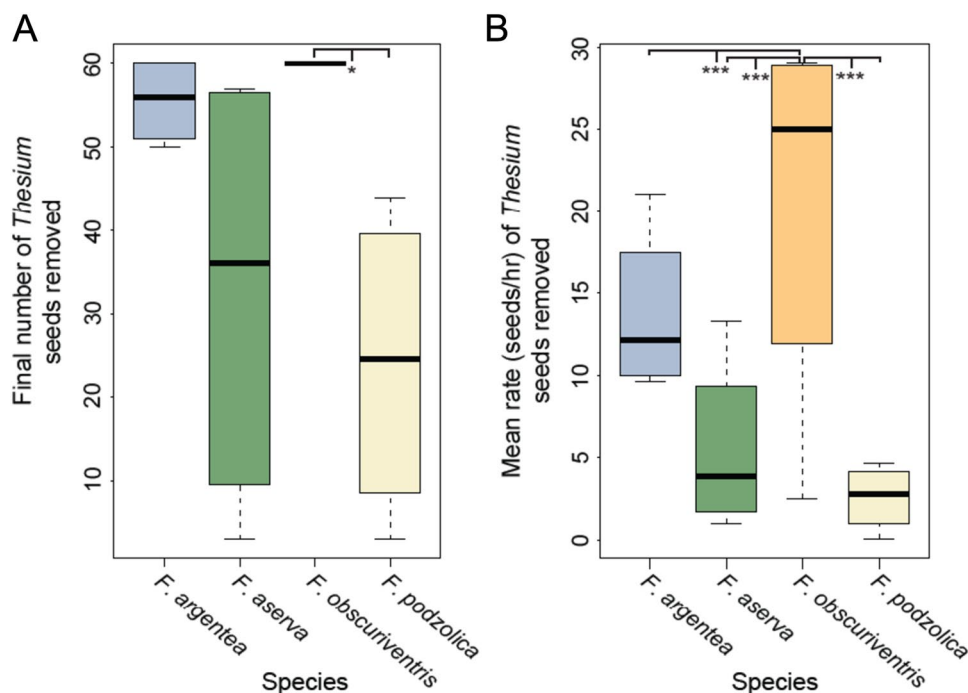 A
Final number of Thesium
seeds removed
60
50
40
30
20
10
*
F. argentea
F. aserva
F. obscuriventris
F. podzolica
Species
B
Mean rate (seeds/hr) of Thesium
seeds removed
30
25
20
15
10
5
0
***
***
***
F. argentea
F. aserva
F. obscuriventris
F. podzolica
Species